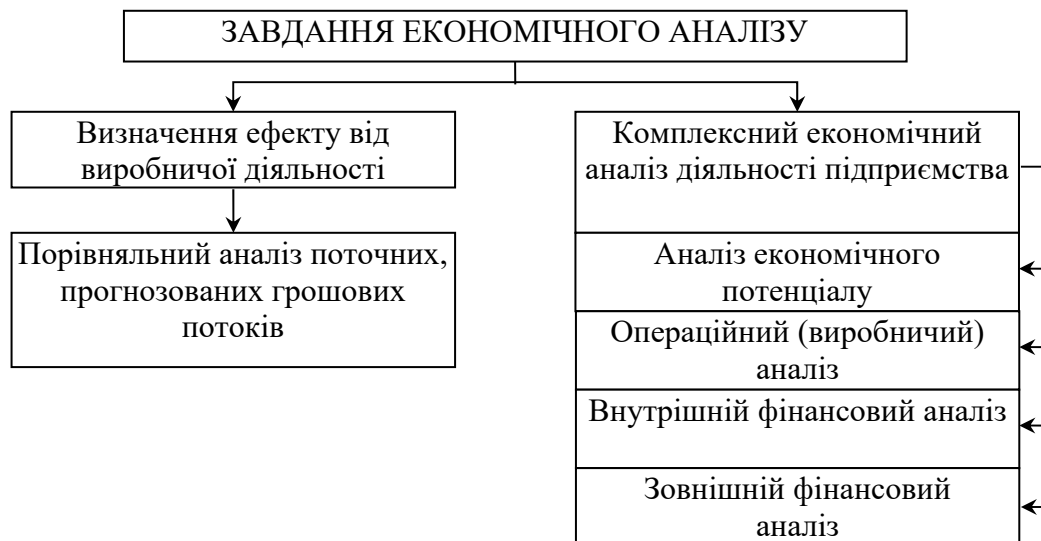 ЗАВДАННЯ ЕКОНОМІЧНОГО АНАЛІЗУ
Визначення ефекту від
виробничої діяльності
Порівняльний аналіз поточних,
прогнозованих грошових
потоків
Комплексний економічний
аналіз діяльності підприємства
Аналіз економічного
потенціалу
Операційний (виробничий)
аналіз
Внутрішній фінансовий аналіз
Зовнішній фінансовий
аналіз